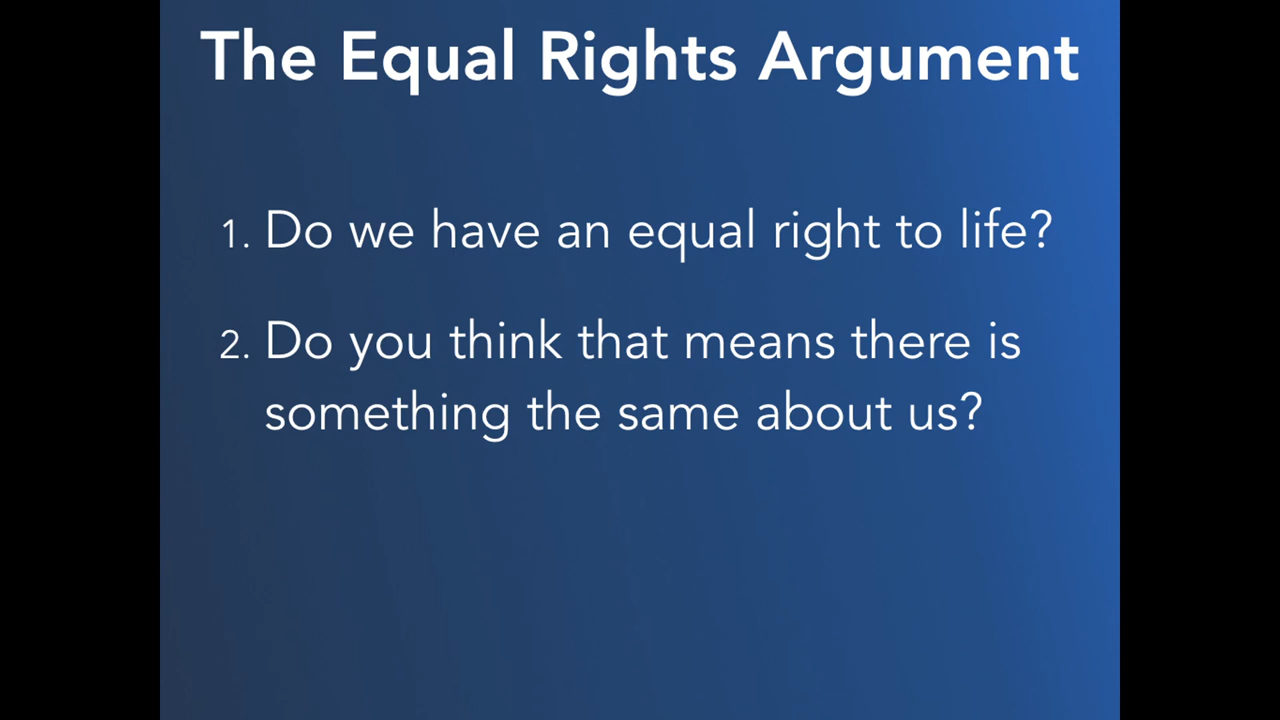 The Equal Rights Argument
1. Do we have an equal right to life?
2. Do you think that means there is
something the same about us?